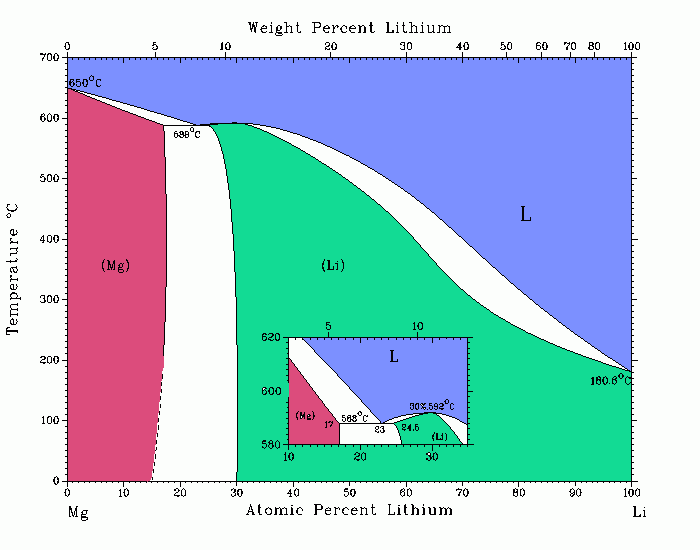 Weight Percent Lithium
0 5 10 20 30 40 50 60 70 80 100
700
650°C
600
588°C
500
L
400
(Mg)
(Li)
300
200
100
0
Temperature °C
180.6°C
5 10
620
600
580
L
30%,592°C
(Mg)
17
588°C
23
24.5
(Li)
10 20 30
0 10 20 30 40 50 60 70 80 90 100
Mg
Atomic Percent Lithium
Li